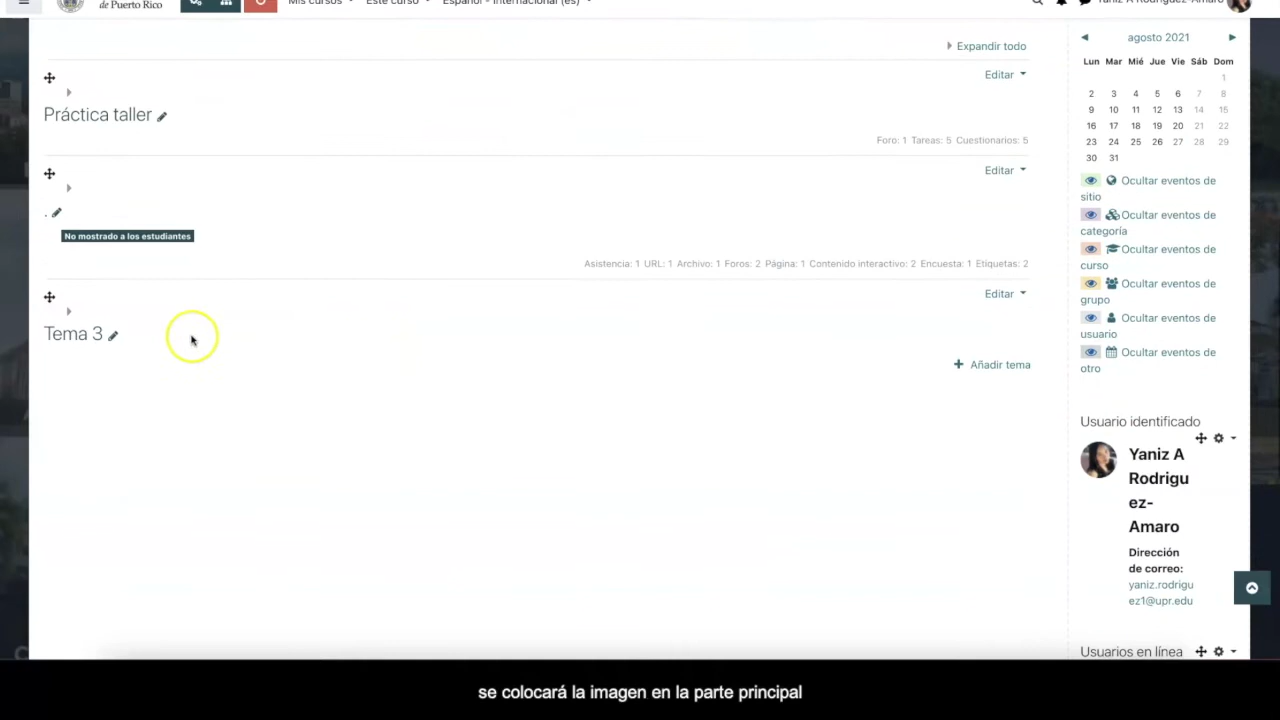 de Puerto Rico
Mis cursos
Este curso
Español - Internacional (es)
Yaniz A Rodríguez-Amaro
Expandir todo
Editar
Práctica taller
Foro: 1 Tareas: 5 Cuestionarios: 5
Editar
.
No mostrado a los estudiantes
Asistencia: 1 URL: 1 Archivo: 1 Foros: 2 Página: 1 Contenido interactivo: 2 Encuesta: 1 Etiquetas: 2
Editar
Tema 3
Añadir tema
agosto 2021
Lun Mar Mié Jue Vie Sáb Dom
1
2 3 4 5 6 7 8
9 10 11 12 13 14 15
16 17 18 19 20 21 22
23 24 25 26 27 28 29
30 31
Ocultar eventos de
sitio
Ocultar eventos de
categoría
Ocultar eventos de
curso
Ocultar eventos de
grupo
Ocultar eventos de
usuario
Ocultar eventos de
otro
Usuario identificado
Yaniz A
Rodrigu
ez-
Amaro
Dirección
de correo:
yaniz.rodrigu
ez1@upr.edu
Usuarios en línea
se colocará la imagen en la parte principal